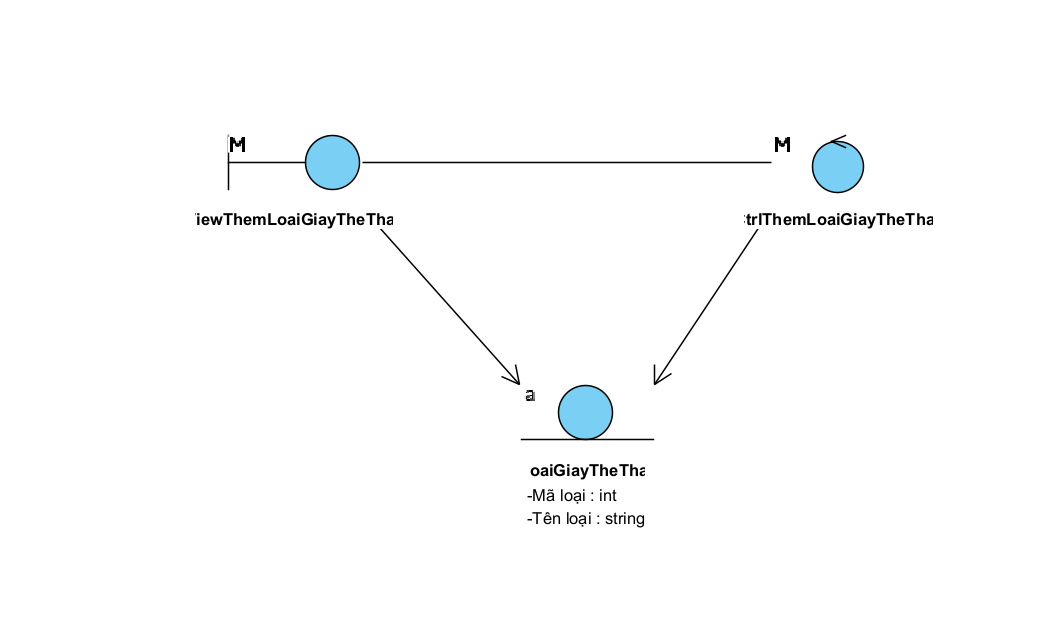 M
M
iewThemLoaiGiayTheTha
trlThemLoaiGiayTheTha
a
oaiGiayTheTha
-Mã loại : int
-Tên loại : string